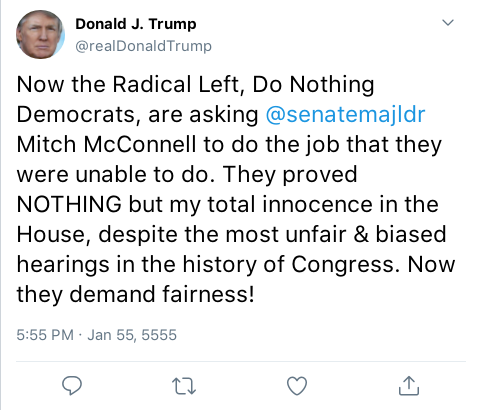 Donald J. Trump
@realDonaldTrump
Now the Radical Left, Do Nothing
Democrats, are asking @senatemajldr
Mitch McConnell to do the job that they
were unable to do. They proved
NOTHING but my total innocence in the
House, despite the most unfair & biased
hearings in the history of Congress. Now
they demand fairness!
5:55 PM · Jan 55, 5555